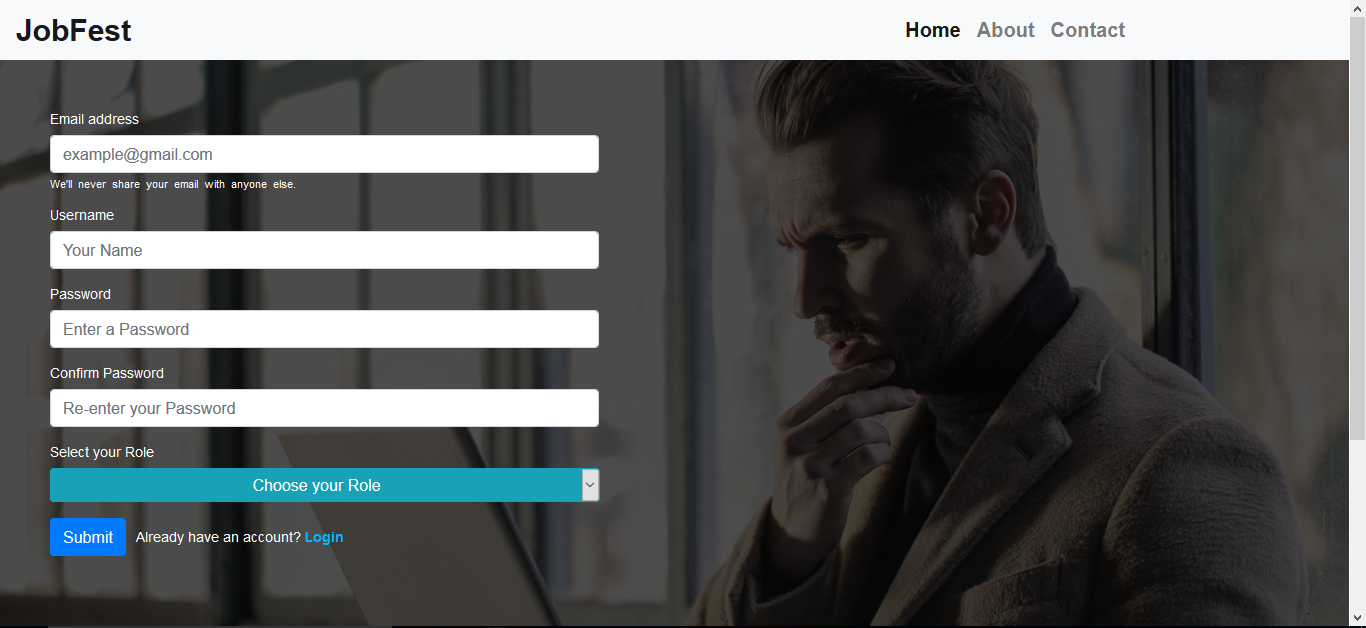 JobFest
Home About Contact
Email address
example@gmail.com
We'll never share your email with anyone else.
Username
Your Name
Password
Enter a Password
Confirm Password
Re-enter your Password
Select your Role
Choose your Role
Submit Already have an account? Login